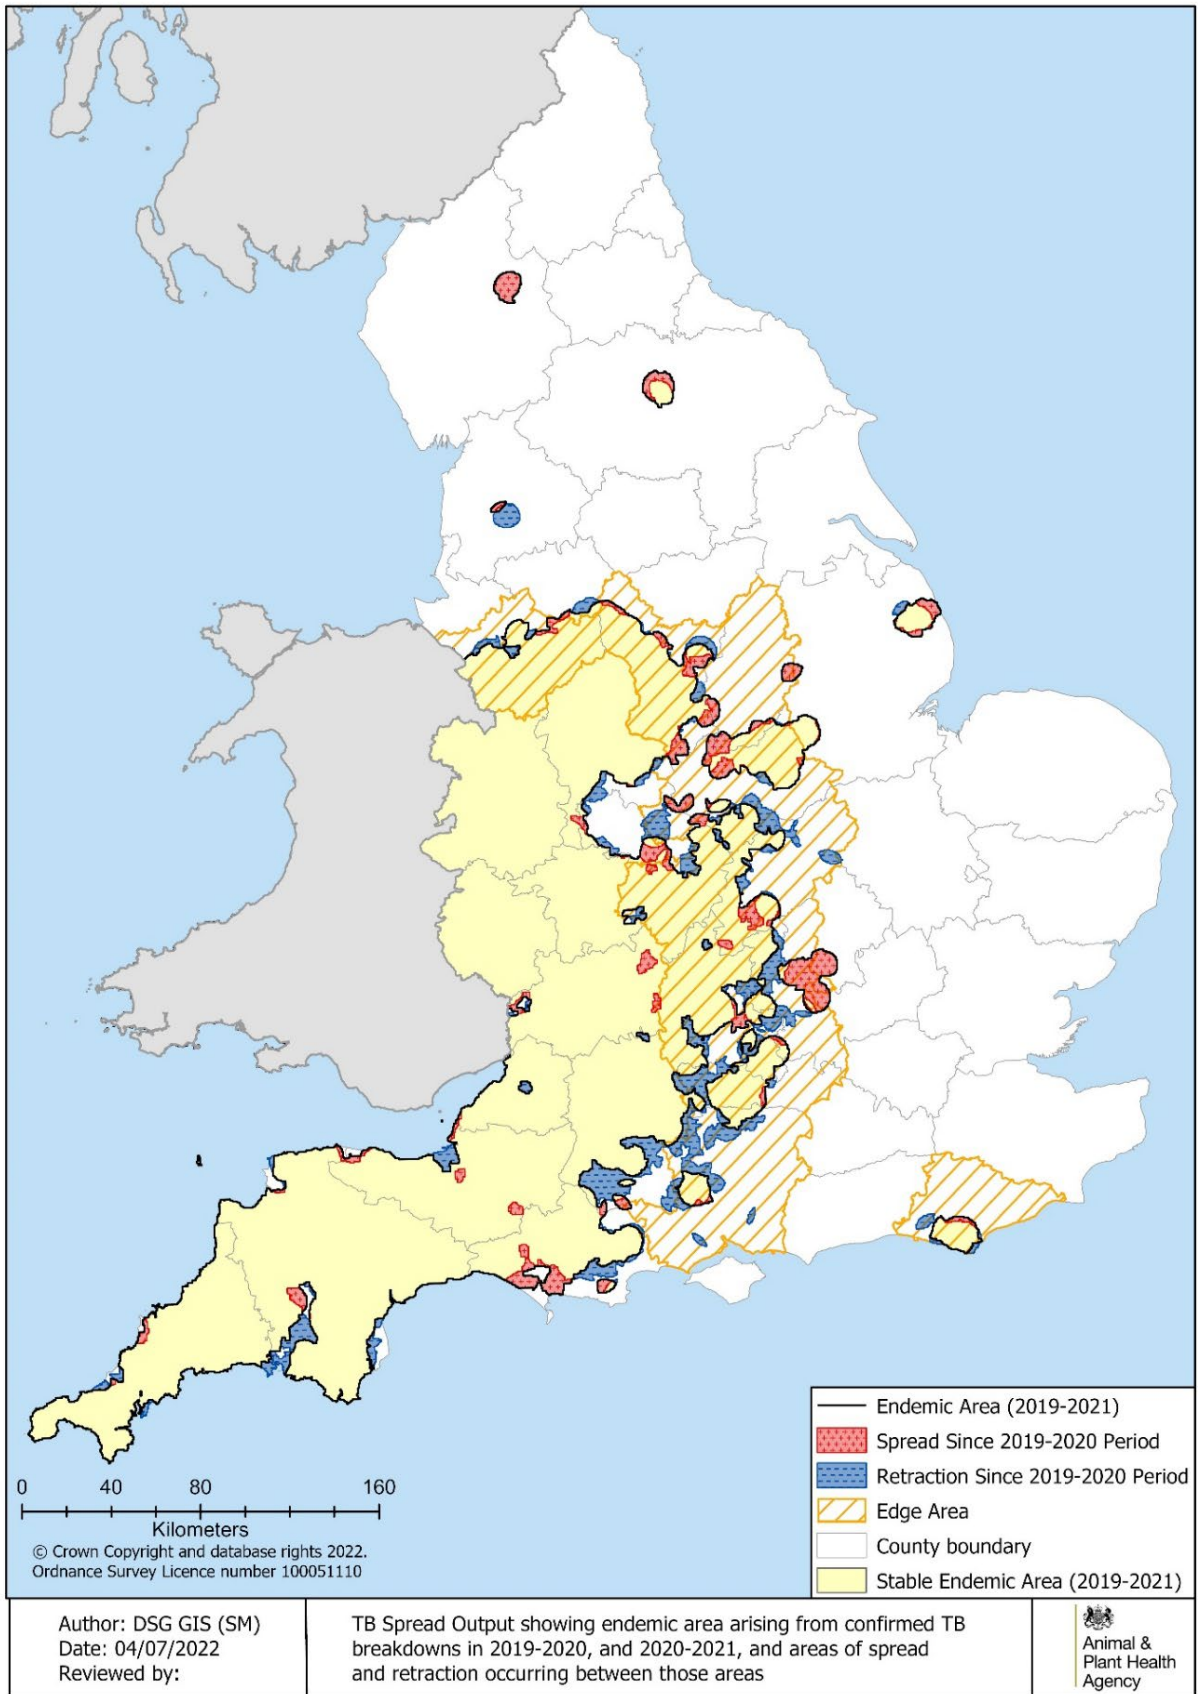 Endemic Area (2019-2021)
Spread Since 2019-2020 Period
Retraction Since 2019-2020 Period
Edge Area
County boundary
Stable Endemic Area (2019-2021)
0 40 80 160
Kilometers
© Crown Copyright and database rights 2022.
Ordnance Survey Licence number 100051110
Author: DSG GIS (SM)
Date: 04/07/2022
Reviewed by:
TB Spread Output showing endemic area arising from confirmed TB
breakdowns in 2019-2020, and 2020-2021, and areas of spread
and retraction occurring between those areas
Animal &
Plant Health
Agency